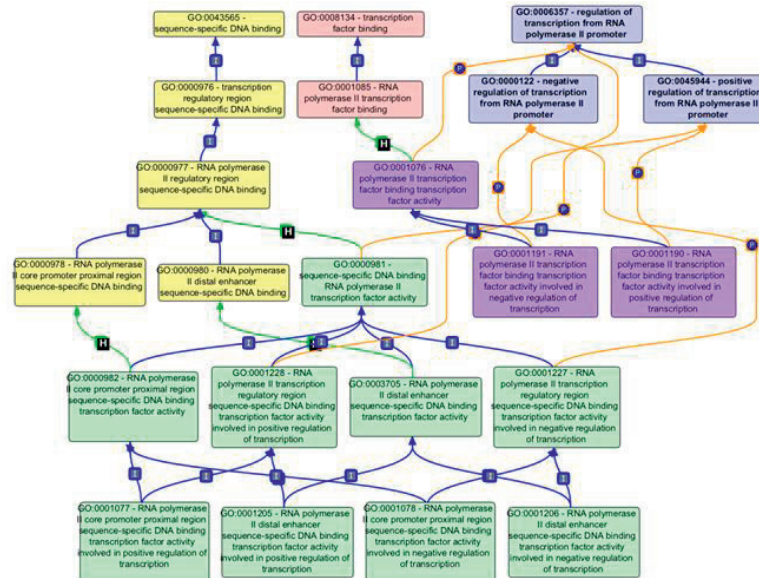 GO:0043565 -
sequence-specific DNA
binding
GO:0008134 - transcription
factor binding
GO:0006357 - regulation of
transcription from RNA
polymerase II promoter
I
I
I
I
P
P
GO:0000976 - transcription
regulatory region
sequence-specific DNA
binding
GO:0001085 - RNA
polymerase II transcription
factor binding
GO:0000122 - negative
regulation of transcription
from RNA polymerase II
promoter
GO:0045944 - positive
regulation of transcription
from RNA polymerase II
promoter
I
H
GO:0000977 - RNA polymerase
II regulatory region
sequence-specific DNA binding
GO:0001076 - RNA
polymerase II transcription
factor binding transcription
factor activity
P
P
P
H
I
I
I
I
P
P
GO:0000978 - RNA polymerase
II core promoter proximal region
sequence-specific DNA binding
GO:0000980 - RNA polymerase
II distal enhancer
sequence-specific DNA binding
GO:0000981 -
sequence-specific DNA binding
RNA polymerase II
transcription factor activity
GO:0001191 - RNA
polymerase II transcription
factor binding transcription
factor activity involved in
negative regulation of
transcription
GO:0001190 - RNA
polymerase II transcription
factor binding transcription
factor activity involved in
positive regulation of
transcription
H
I
I
I
I
GO:0000982 - RNA polymerase
II core promoter proximal region
sequence-specific DNA binding
transcription factor activity
GO:0001228 - RNA
polymerase II transcription
regulatory region
sequence-specific DNA binding
transcription factor activity
involved in positive regulation
of transcription
GO:0003705 - RNA polymerase
II distal enhancer
sequence-specific DNA binding
transcription factor activity
GO:0001227 - RNA
polymerase II transcription
regulatory region
sequence-specific DNA binding
transcription factor activity
involved in negative regulation
of transcription
I
I
I
I
I
I
I
GO:0001077 - RNA polymerase
II core promoter proximal region
sequence-specific DNA binding
transcription factor activity
involved in positive regulation of
transcription
GO:0001205 - RNA polymerase
II distal enhancer
sequence-specific DNA binding
transcription factor activity
involved in positive regulation of
transcription
GO:0001078 - RNA polymerase
II core promoter proximal region
sequence-specific DNA binding
transcription factor activity
involved in negative regulation of
transcription
GO:0001206 - RNA polymerase
II distal enhancer
sequence-specific DNA binding
transcription factor activity
involved in negative regulation of
transcription